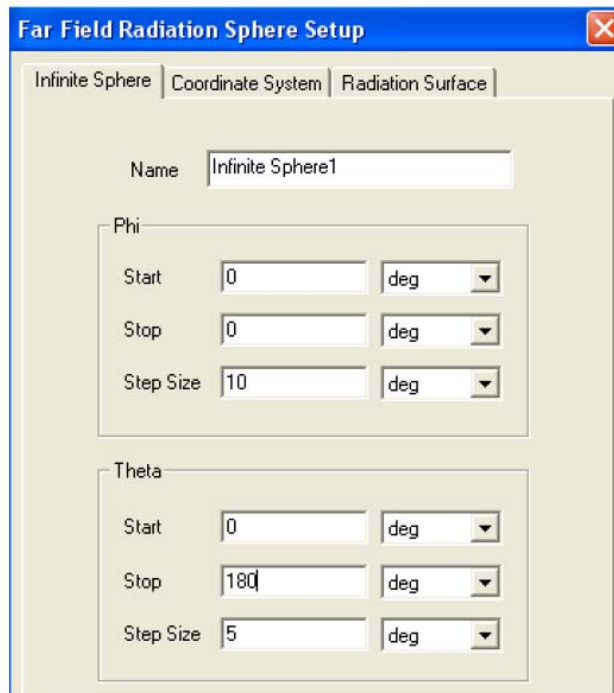 Far Field Radiation Sphere Setup
Infinite Sphere Coordinate System Radiation Surface
Name Infinite Sphere1
Phi
Start 0 deg
Stop 0 deg
Step Size 10 deg
Theta
Start 0 deg
Stop 180 deg
Step Size 5 deg